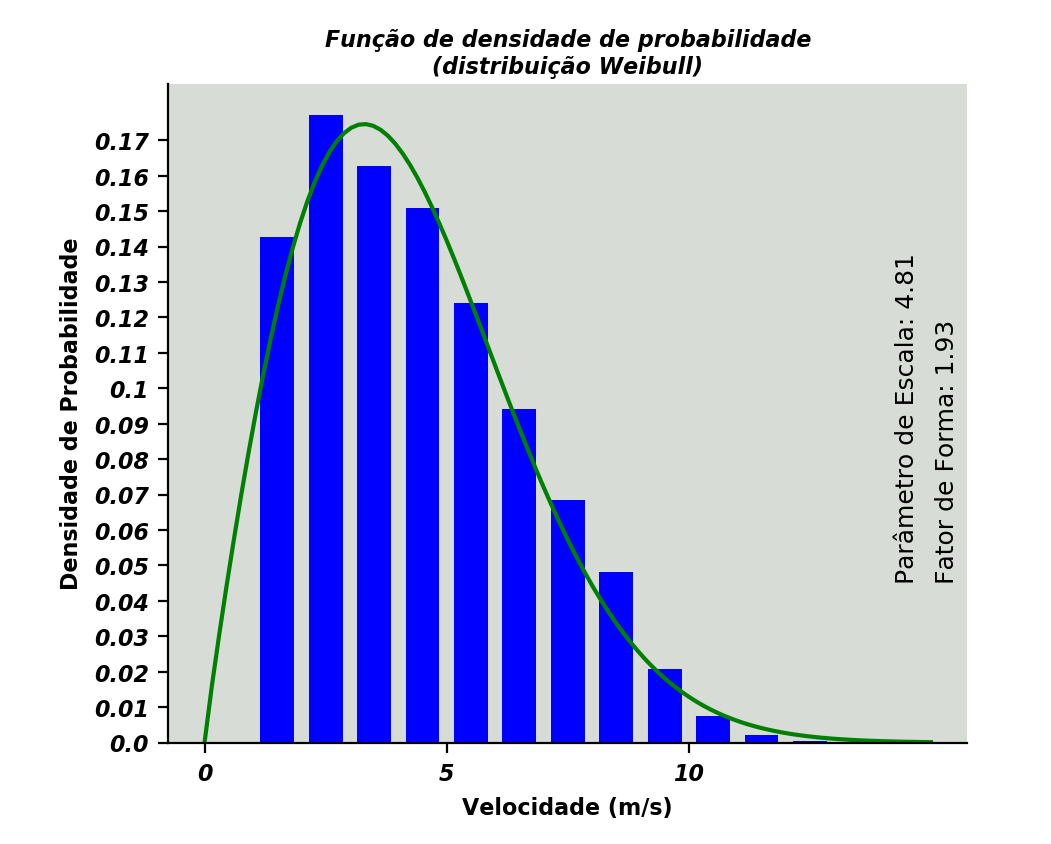 Função de densidade de probabilidade
(distribuição Weibull)
Densidade de Probabilidade
0.17
0.16
0.15
0.14
0.13
0.12
0.11
0.1
0.09
0.08
0.07
0.06
0.05
0.04
0.03
0.02
0.01
0.0
0 5 10
Velocidade (m/s)
Parâmetro de Escala: 4.81
Fator de Forma: 1.93